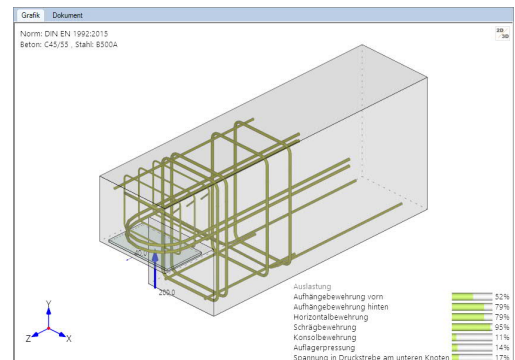 Grafik Dokument
Norm: DIN EN 1992:2015
Beton: C45/55 , Stahl: B500A
2D
3D
40,0
200,0
Y
Z
X
Auslastung
Aufhängebewehrung vorn 52%
Aufhängebewehrung hinten 79%
Horizontalbewehrung 79%
Schrägbewehrung 95%
Konsolbewehrung 11%
Auflagerpressung 14%
Spannung in Druckstrebe am unteren Knoten 17%